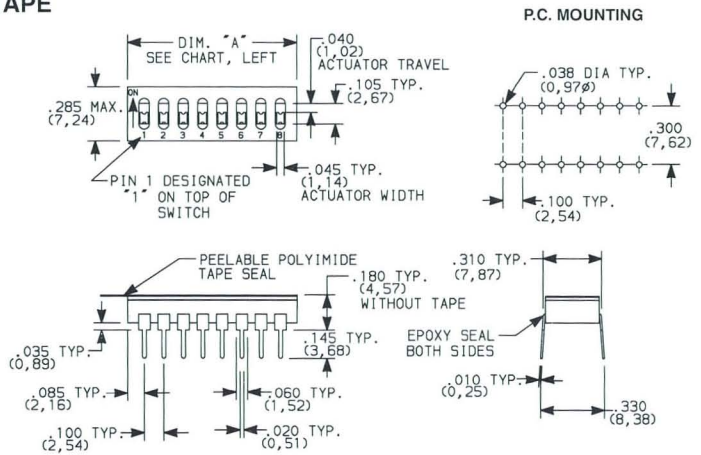 APE
P.C. MOUNTING
DIM. "A"
SEE CHART, LEFT
.040
(1,02)
ACTUATOR TRAVEL
.105 TYP.
(2,67)
.285 MAX.
(7,24)
ON
1 2 3 4 5 6 7 8
.045 TYP.
(1,14)
ACTUATOR WIDTH
PIN 1 DESIGNATED
"1" ON TOP OF
SWITCH
.038 DIA TYP.
(0,97ø)
.300
(7,62)
.100 TYP.
(2,54)
PEELABLE POLYIMIDE
TAPE SEAL
.180 TYP.
(4,57)
WITHOUT TAPE
.145 TYP.
(3,68)
.035 TYP.
(0,89)
.085 TYP.
(2,16)
.060 TYP.
(1,52)
.100 TYP.
(2,54)
.020 TYP.
(0,51)
.310 TYP.
(7,87)
EPOXY SEAL
BOTH SIDES
.010 TYP.
(0,25)
.330
(8,38)